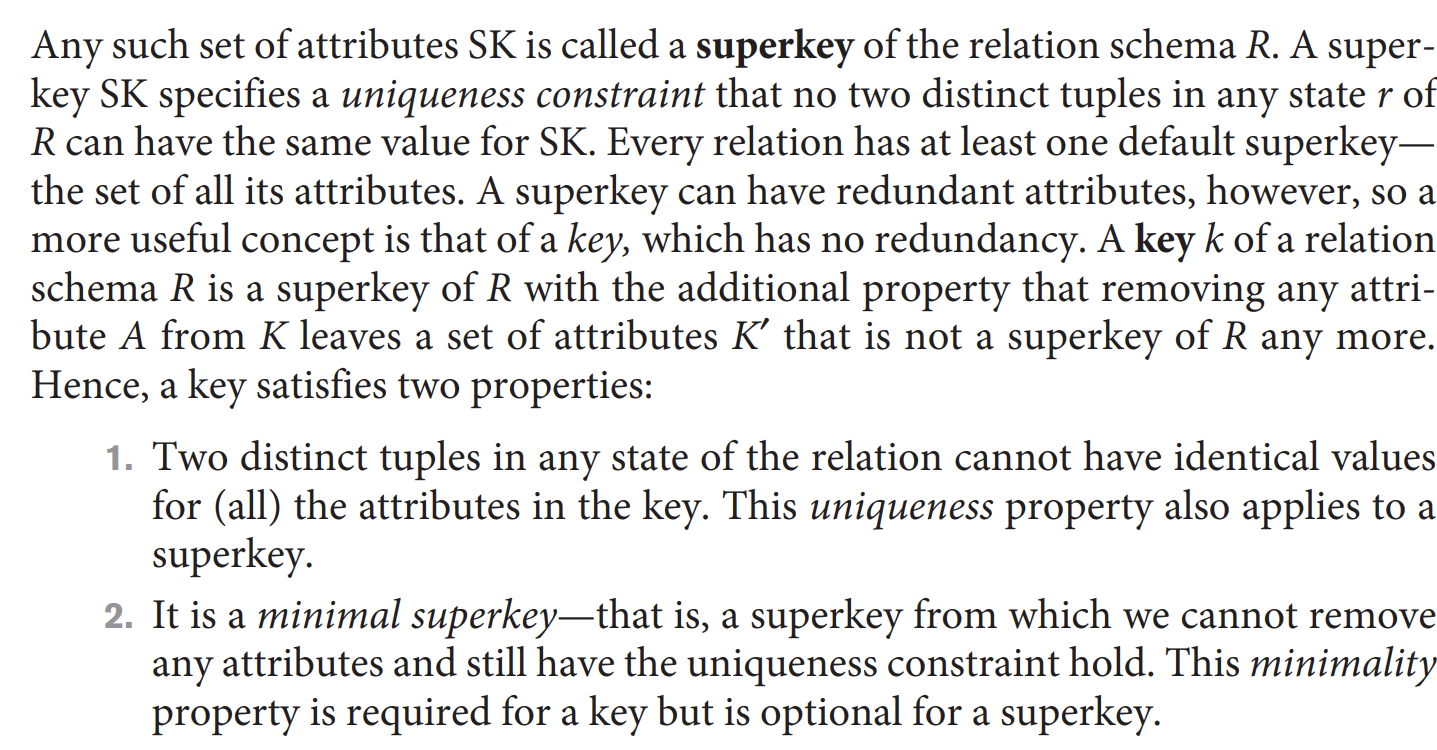 Any such set of attributes SK is called a superkey of the relation schema R. A super-
key SK specifies a uniqueness constraint that no two distinct tuples in any state r of
R can have the same value for SK. Every relation has at least one default superkey—
the set of all its attributes. A superkey can have redundant attributes, however, so a
more useful concept is that of a key, which has no redundancy. A key k of a relation
schema R is a superkey of R with the additional property that removing any attri-
bute A from K leaves a set of attributes K′ that is not a superkey of R any more.
Hence, a key satisfies two properties:
1. Two distinct tuples in any state of the relation cannot have identical values
for (all) the attributes in the key. This uniqueness property also applies to a
superkey.
2. It is a minimal superkey—that is, a superkey from which we cannot remove
any attributes and still have the uniqueness constraint hold. This minimality
property is required for a key but is optional for a superkey.